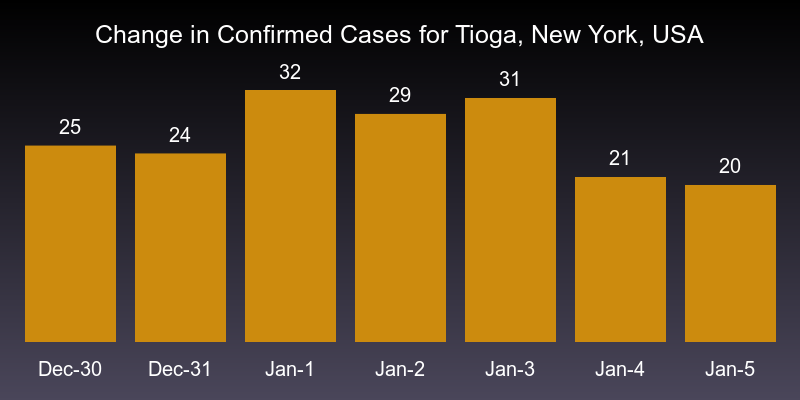 Change in Confirmed Cases for Tioga, New York, USA
25
24
32
29
31
21
20
Dec-30
Dec-31
Jan-1
Jan-2
Jan-3
Jan-4
Jan-5